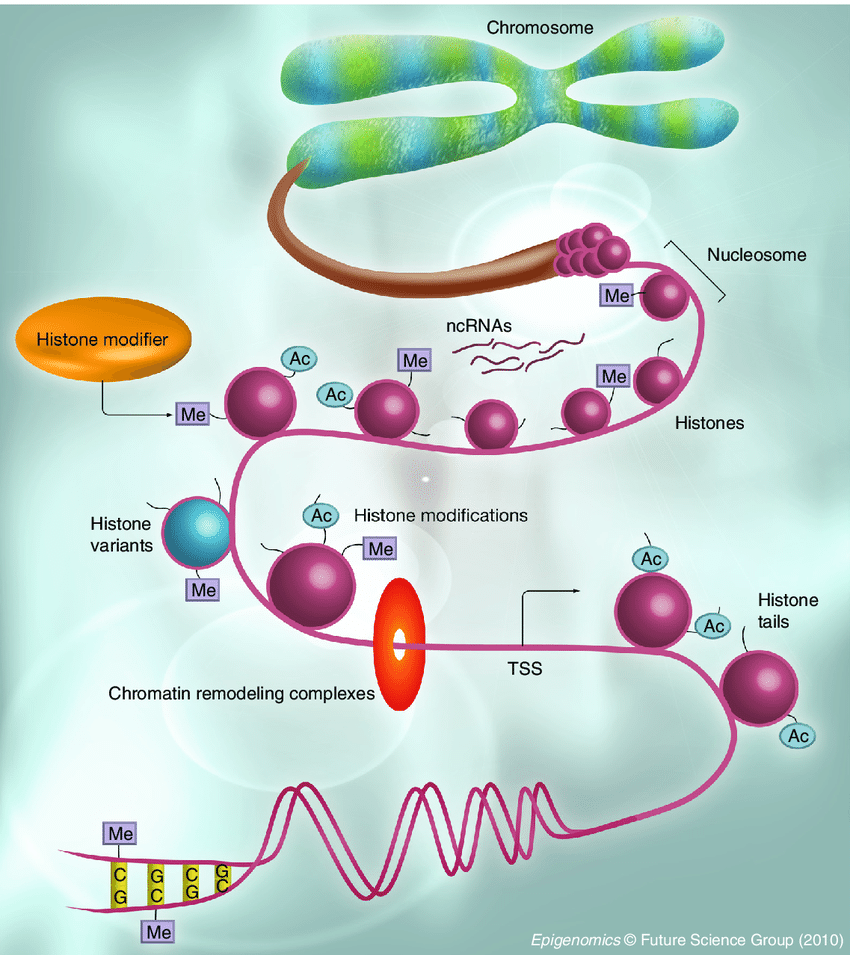 Chromosome
Nucleosome
Me
ncRNAs
Histone modifier
Ac
Me
Me
Ac
Me
Histones
Histone modifications
Ac
Me
Histone
variants
Me
Ac
Ac
Histone
tails
TSS
Chromatin remodeling complexes
Ac
Me
C G C G
G C G C
Me
Epigenomics © Future Science Group (2010)